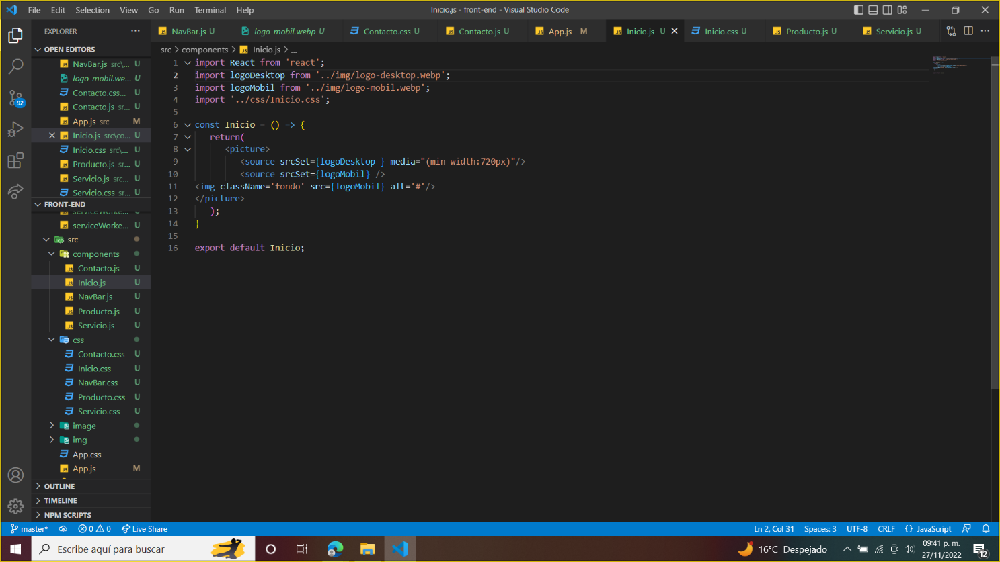 File Edit Selection View Go Run Terminal Help
Inicio.js - front-end - Visual Studio Code
EXPLORER
NavBar.js U
logo-mobil.webp U
Contacto.css U
Contacto.js U
App.js M
Inicio.js U
Inicio.css U
Producto.js U
Servicio.js U
OPEN EDITORS
NavBar.js src\... U
logo-mobil.we... U
Contacto.css... U
Contacto.js sr... U
App.js src M
Inicio.js src\co... U
Inicio.css src\... U
Producto.js sr... U
Servicio.js src... U
Servicio.css sr... U
92
FRONT-END
serviceWorke... U
serviceWorke... U
src
components
Contacto.js U
Inicio.js U
NavBar.js U
Producto.js U
Servicio.js U
css
Contacto.css U
Inicio.css U
NavBar.css U
Producto.css U
Servicio.css U
image
img
App.css
App.js M
OUTLINE
TIMELINE
NPM SCRIPTS
src > components > Inicio.js > ...
1 import React from 'react';
2 import logoDesktop from '../img/logo-desktop.webp';
3 import logoMobil from '../img/logo-mobil.webp';
4 import '../css/Inicio.css';
5
6 const Inicio = () => {
7 return(
8 <picture>
9 <source srcSet={logoDesktop } media="(min-width:720px)"/>
10 <source srcSet={logoMobil} />
11 <img className='fondo' src={logoMobil} alt='#'/>
12 </picture>
13 );
14 }
15
16 export default Inicio;
master* 0 0 Live Share
Ln 2, Col 31 Spaces: 3 UTF-8 CRLF {} JavaScript
Escribe aquí para buscar
16°C Despejado
09:41 p. m.
27/11/2022
12